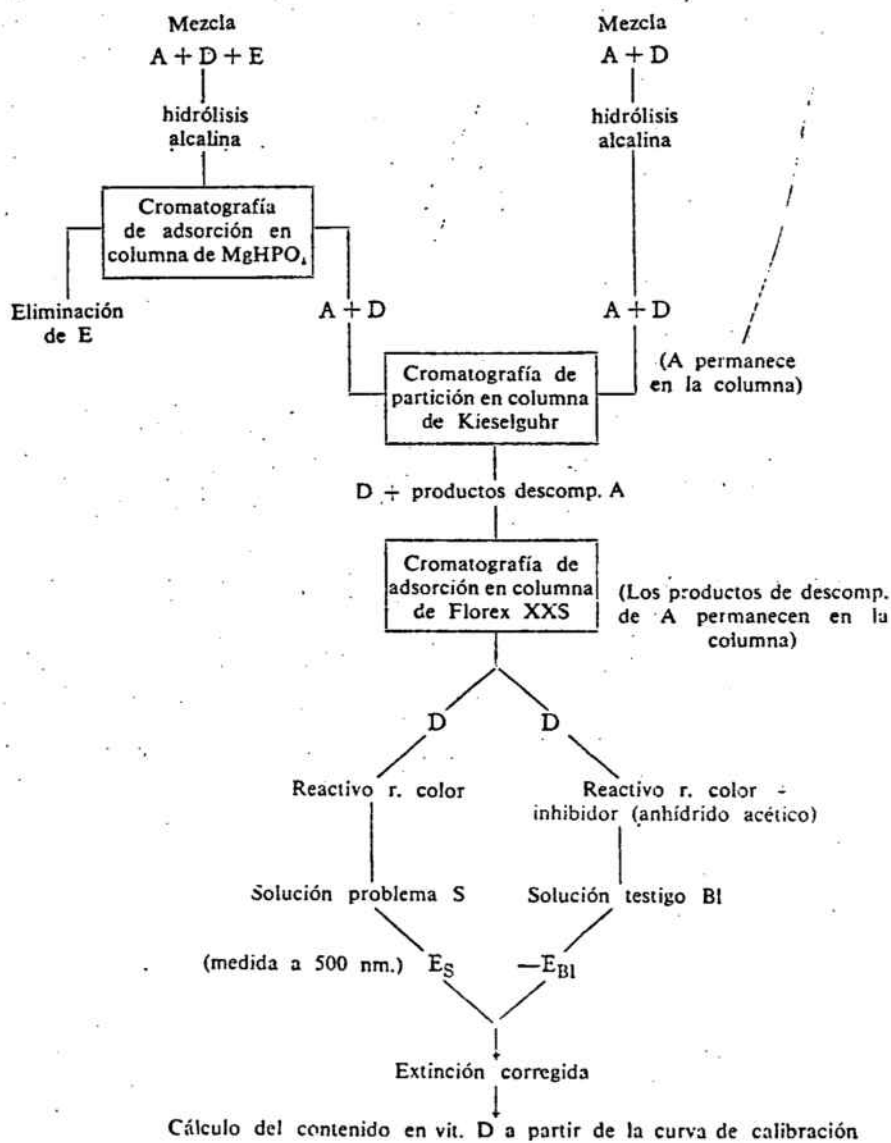 Mezcla
A + D + E
hidrólisis
alcalina
Cromatografía
de adsorción en
columna de MgHPO₄
Eliminación
de E
A + D
Mezcla
A + D
hidrólisis
alcalina
A + D
(A permanece
en la columna)
Cromatografía de
partición en columna
de Kieselguhr
D + productos descomp. A
Cromatografía de
adsorción en columna
de Florex XXS
(Los productos de descomp.
de A permanecen en la
columna)
D
D
Reactivo r. color
Reactivo r. color -
inhibidor (anhídrido acético)
Solución problema S
Solución testigo Bl
(medida a 500 nm.) E_S
—E_Bl
Extinción corregida
Cálculo del contenido en vit. D a partir de la curva de calibración